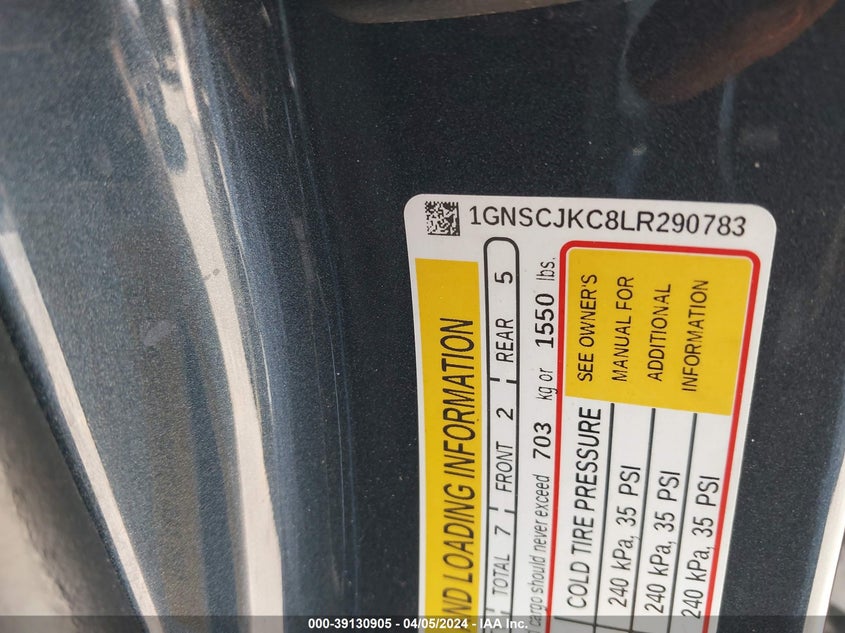 1GNSCJKC8LR290783
AND LOADING INFORMATION
TOTAL 7 FRONT 2 REAR 5
cargo should never exceed 703 kg or 1550 lbs.
COLD TIRE PRESSURE
240 kPa, 35 PSI
240 kPa, 35 PSI
240 kPa, 35 PSI
SEE OWNER'S
MANUAL FOR
ADDITIONAL
INFORMATION
000-39130905 - 04/05/2024 - IAA Inc.